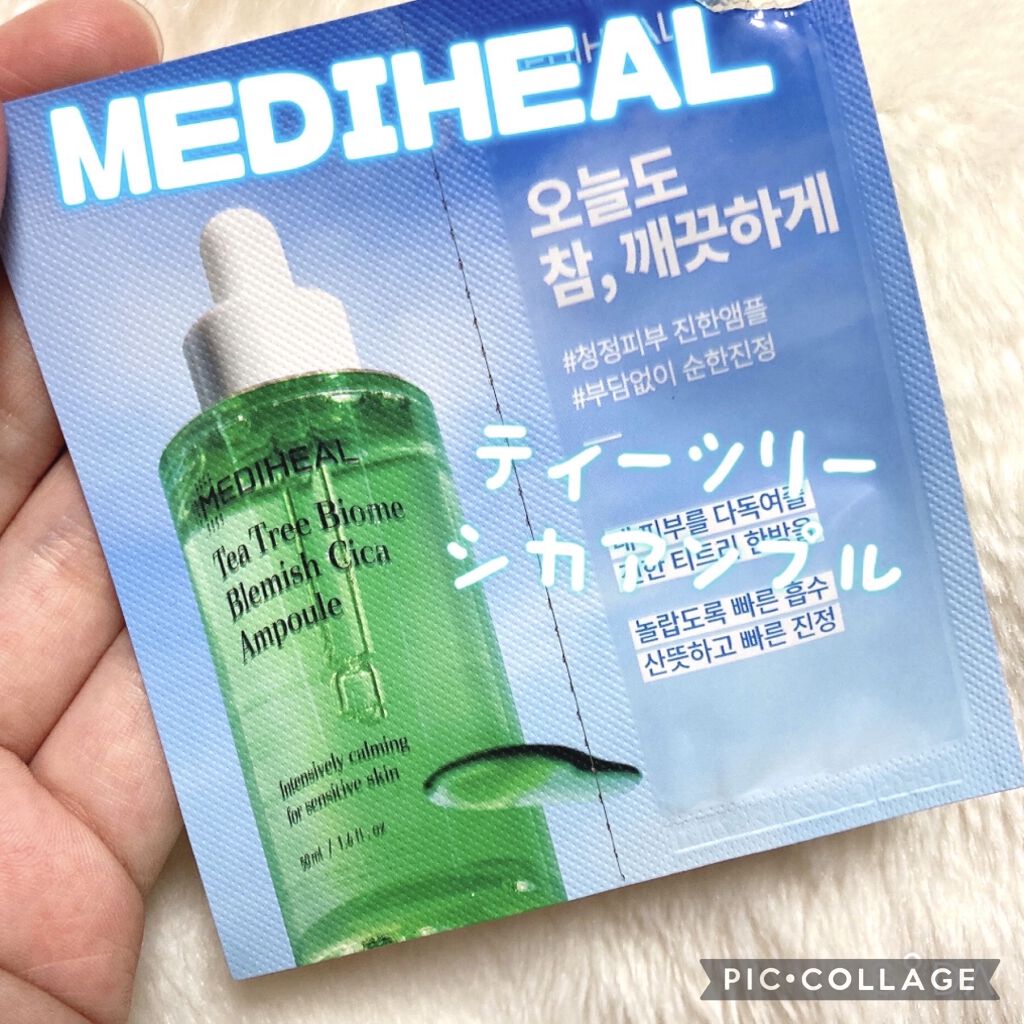 MEDIHEAL
오늘도
참, 깨끗하게
#청정피부 진한앰플
#부담없이 순한진정
ティーツリー
シカアンプル
피부를 다독여줄
티트리 한방울
놀랍도록 빠른 흡수
산뜻하고 빠른 진정
MEDIHEAL
Tea Tree Biome
Blemish Cica
Ampoule
Intensively calming
for sensitive skin
50ml / 1.6 fl. oz
PIC•COLLAGE